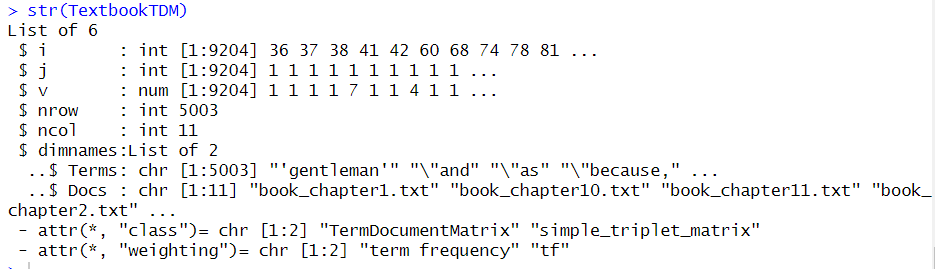 > str(TextbookTDM)
List of 6
 $ i       : int [1:9204] 36 37 38 41 42 60 68 74 78 81 ...
 $ j       : int [1:9204] 1 1 1 1 1 1 1 1 1 1 ...
 $ v       : num [1:9204] 1 1 1 1 7 1 1 4 1 1 ...
 $ nrow    : int 5003
 $ ncol    : int 11
 $ dimnames:List of 2
  ..$ Terms: chr [1:5003] "'gentleman'" "\"and" "\"as" "\"because," ...
  ..$ Docs : chr [1:11] "book_chapter1.txt" "book_chapter10.txt" "book_chapter11.txt" "book_
chapter2.txt" ...
 - attr(*, "class")= chr [1:2] "TermDocumentMatrix" "simple_triplet_matrix"
 - attr(*, "weighting")= chr [1:2] "term frequency" "tf"
>